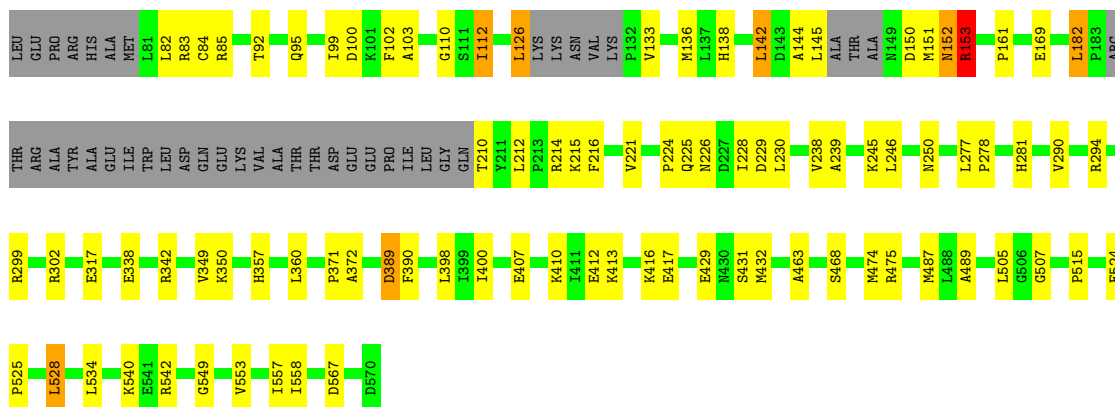 LEU GLU PRO ARG HIS ALA MET L81 L82 R83 C84 R85 T92 Q95 I99 D100 K101 F102 A103 G110 S111 I112 L126 LYS LYS ASN VAL LYS P132 V133 M136 L137 H138 L142 D143 A144 L145 ALA THR ALA N149 D150 M151 N152 R153 P161 E169 L182 P183 ARG
THR ARG ALA TYR ALA GLU ILE TRP LEU ASP GLN GLU LYS VAL ALA THR THR ASP GLU GLU PRO ILE LEU GLY GLN T210 Y211 L212 P213 R214 K215 F216 V221 P224 Q225 N226 D227 I228 D229 L230 V238 A239 K245 L246 N250 L277 P278 H281 V290 R294
R299 R302 E317 E338 R342 V349 K350 H357 L360 P371 A372 D389 F390 L398 I399 I400 E407 K410 I411 E412 K413 K416 E417 E429 N430 S431 M432 A463 S468 M474 R475 M487 L488 A489 L505 G506 G507 P515
P525 L528 L534 K540 E541 R542 G549 V553 I557 I558 D567 D570